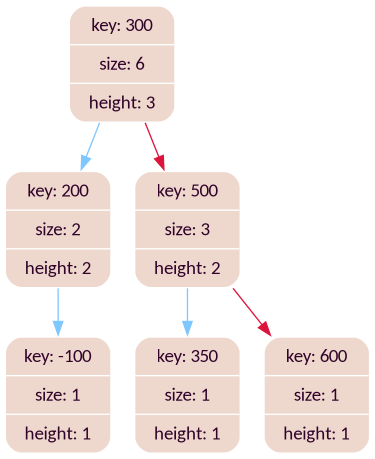 key: 300
size: 6
height: 3
key: 200
size: 2
height: 2
key: 500
size: 3
height: 2
key: -100
size: 1
height: 1
key: 350
size: 1
height: 1
key: 600
size: 1
height: 1